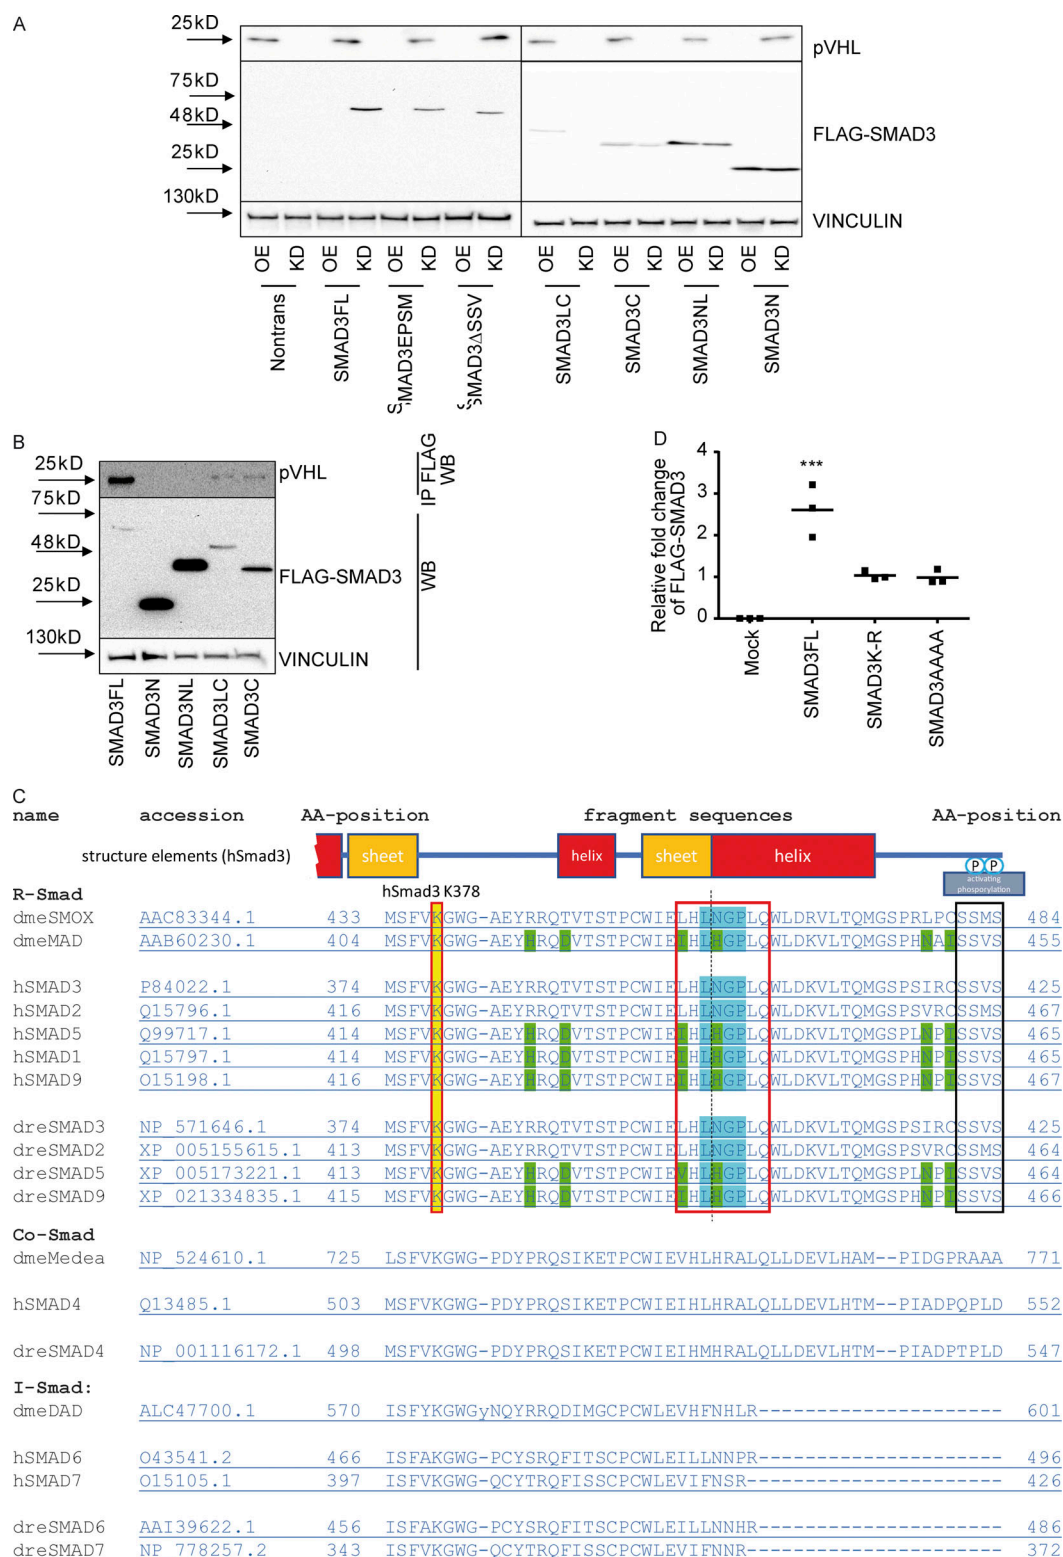 A
25kD
75kD
48kD
25kD
130kD
pVHL
FLAG-SMAD3
VINCULIN
OE KD OE KD OE KD OE KD OE KD OE KD OE KD OE KD
Nontrans
SMAD3FL
SMAD3EPSM
SMAD3ΔSSV
SMAD3LC
SMAD3C
SMAD3NL
SMAD3N
B
25kD
75kD
48kD
25kD
130kD
pVHL
FLAG-SMAD3
VINCULIN
IP FLAG
WB
WB
SMAD3FL
SMAD3N
SMAD3NL
SMAD3LC
SMAD3C
D
Relative fold change
of FLAG-SMAD3
4
3
2
1
0
***
Mock
SMAD3FL
SMAD3K-R
SMAD3AAAA
C
name accession AA-position fragment sequences AA-position
structure elements (hSmad3) sheet helix sheet helix
P P
activating
phosporylation
hSmad3 K378
R-Smad
dmeSMOX AAC83344.1 433 MSFVKGWG-AEYRRQTVTSTPCWIELHLNGPLQWLDRVLTQMGSPRLPCSSMS 484
dmeMAD AAB60230.1 404 MSFVKGWG-AEYHRQDVTSTPCWIEIHLHGPLQWLDKVLTQMGSPHNAISSVS 455
hSMAD3 P84022.1 374 MSFVKGWG-AEYRRQTVTSTPCWIELHLNGPLQWLDKVLTQMGSPSIRCSSVS 425
hSMAD2 Q15796.1 416 MSFVKGWG-AEYRRQTVTSTPCWIELHLNGPLQWLDKVLTQMGSPSVRCSSMS 467
hSMAD5 Q99717.1 414 MSFVKGWG-AEYHRQDVTSTPCWIEIHLHGPLQWLDKVLTQMGSPLNPISSVS 465
hSMAD1 Q15797.1 414 MSFVKGWG-AEYHRQDVTSTPCWIEIHLHGPLQWLDKVLTQMGSPHNPISSVS 465
hSMAD9 O15198.1 416 MSFVKGWG-AEYHRQDVTSTPCWIEIHLHGPLQWLDKVLTQMGSPHNPISSVS 467
dreSMAD3 NP_571646.1 374 MSFVKGWG-AEYRRQTVTSTPCWIELHLNGPLQWLDKVLTQMGSPSIRCSSVS 425
dreSMAD2 XP_005155615.1 413 MSFVKGWG-AEYRRQTVTSTPCWIELHLNGPLQWLDKVLTQMGSPSVRCSSMS 464
dreSMAD5 XP_005173221.1 413 MSFVKGWG-AEYHRQDVTSTPCWIEVHLHGPLQWLDKVLTQMGSPLNPISSVS 464
dreSMAD9 XP_021334835.1 415 MSFVKGWG-AEYHRQDVTSTPCWIEIHLHGPLQWLDKVLTQMGSPHNPISSVS 466
Co-Smad
dmeMedea NP_524610.1 725 LSFVKGWG-PDYPRQSIKETPCWIEVHLHRALQLLDEVLHAM--PIDGPRAAA 771
hSMAD4 Q13485.1 503 MSFVKGWG-PDYPRQSIKETPCWIEIHLHRALQLLDEVLHTM--PIADPQPLD 552
dreSMAD4 NP_001116172.1 498 MSFVKGWG-PDYPRQSIKETPCWIEIHMHRALQLLDEVLHTM--PIADPTPLD 547
I-Smad:
dmeDAD ALC47700.1 570 ISFYKGWGyNQYRRQDIMGCPCWLEVHFNHLR--------------------- 601
hSMAD6 O43541.2 466 ISFAKGWG-PCYSRQFITSCPCWLEILLNNPR--------------------- 496
hSMAD7 O15105.1 397 ISFVKGWG-QCYTRQFISSCPCWLEVIFNSR---------------------- 426
dreSMAD6 AAI39622.1 456 ISFAKGWG-PCYSRQFITSCPCWLEILLNNHR--------------------- 486
dreSMAD7 NP_778257.2 343 ISFVKGWG-QCYTRQFISSCPCWLEVIFNNR---------------------- 372